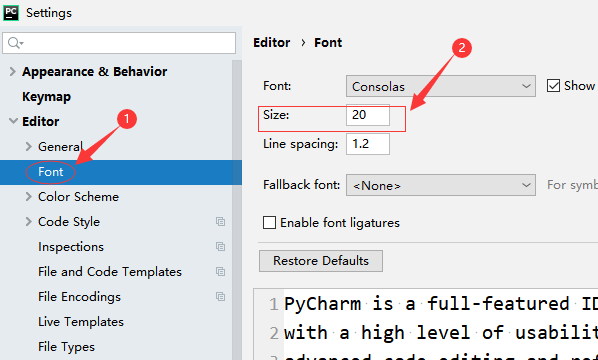 PC Settings
Appearance & Behavior
Keymap
Editor
General
Font
Color Scheme
Code Style
Inspections
File and Code Templates
File Encodings
Live Templates
File Types
1
Editor › Font
2
Font: Consolas Show
Size: 20
Line spacing: 1.2
Fallback font: <None> For symb
Enable font ligatures
Restore Defaults
1 PyCharm is a full-featured ID
2 with a high level of usabilit
3 advanced code editing and ref